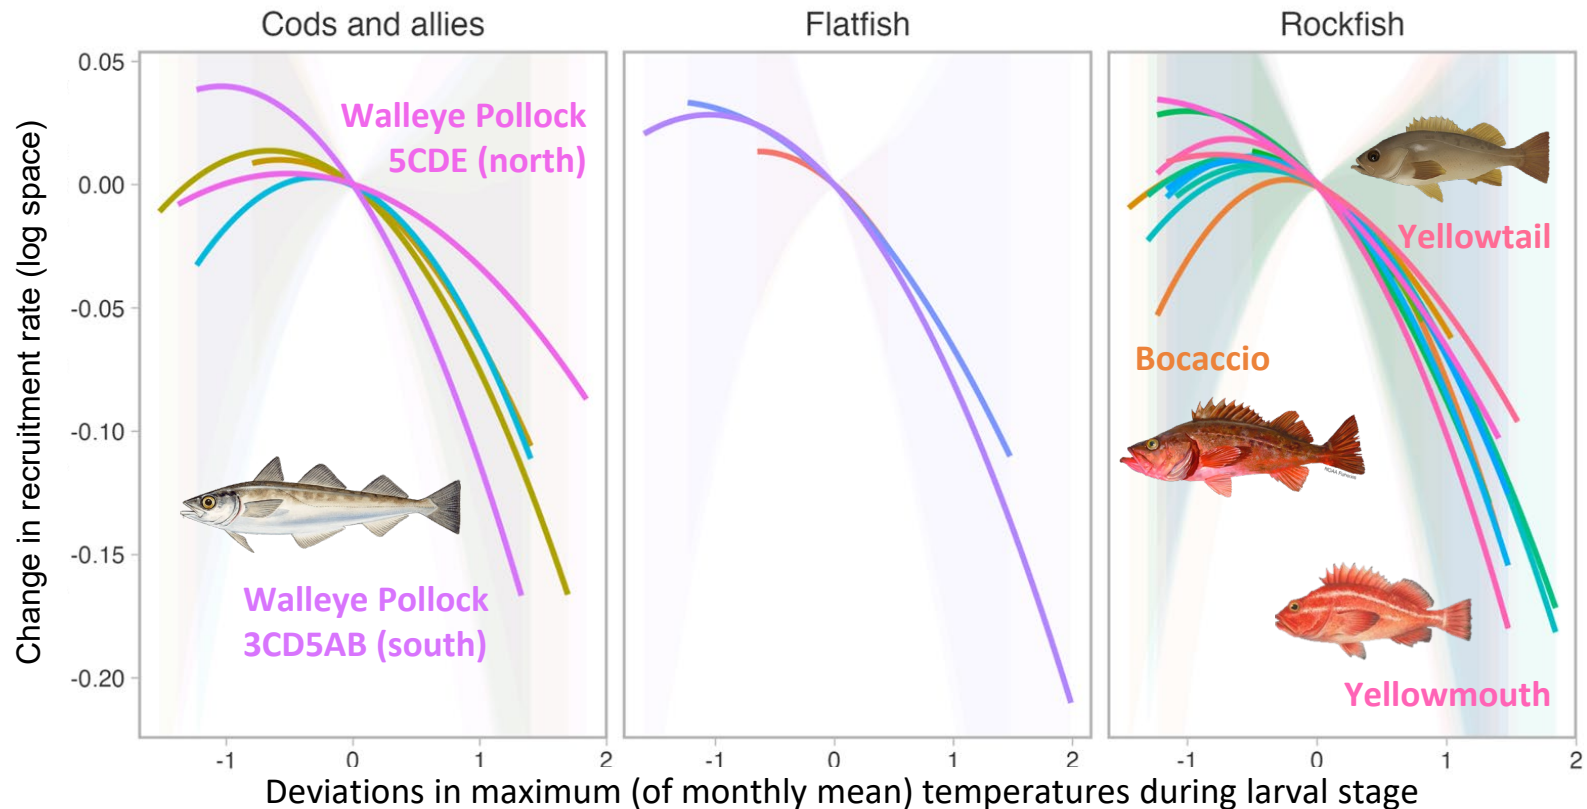 Cods and allies
Flatfish
Rockfish
Change in recruitment rate (log space)
0.05
0.00
-0.05
-0.10
-0.15
-0.20
Walleye Pollock
5CDE (north)
Walleye Pollock
3CD5AB (south)
Yellowtail
Bocaccio
NOAA Fisheries
Yellowmouth
-1
0
1
2
-1
0
1
2
-1
0
1
2
Deviations in maximum (of monthly mean) temperatures during larval stage